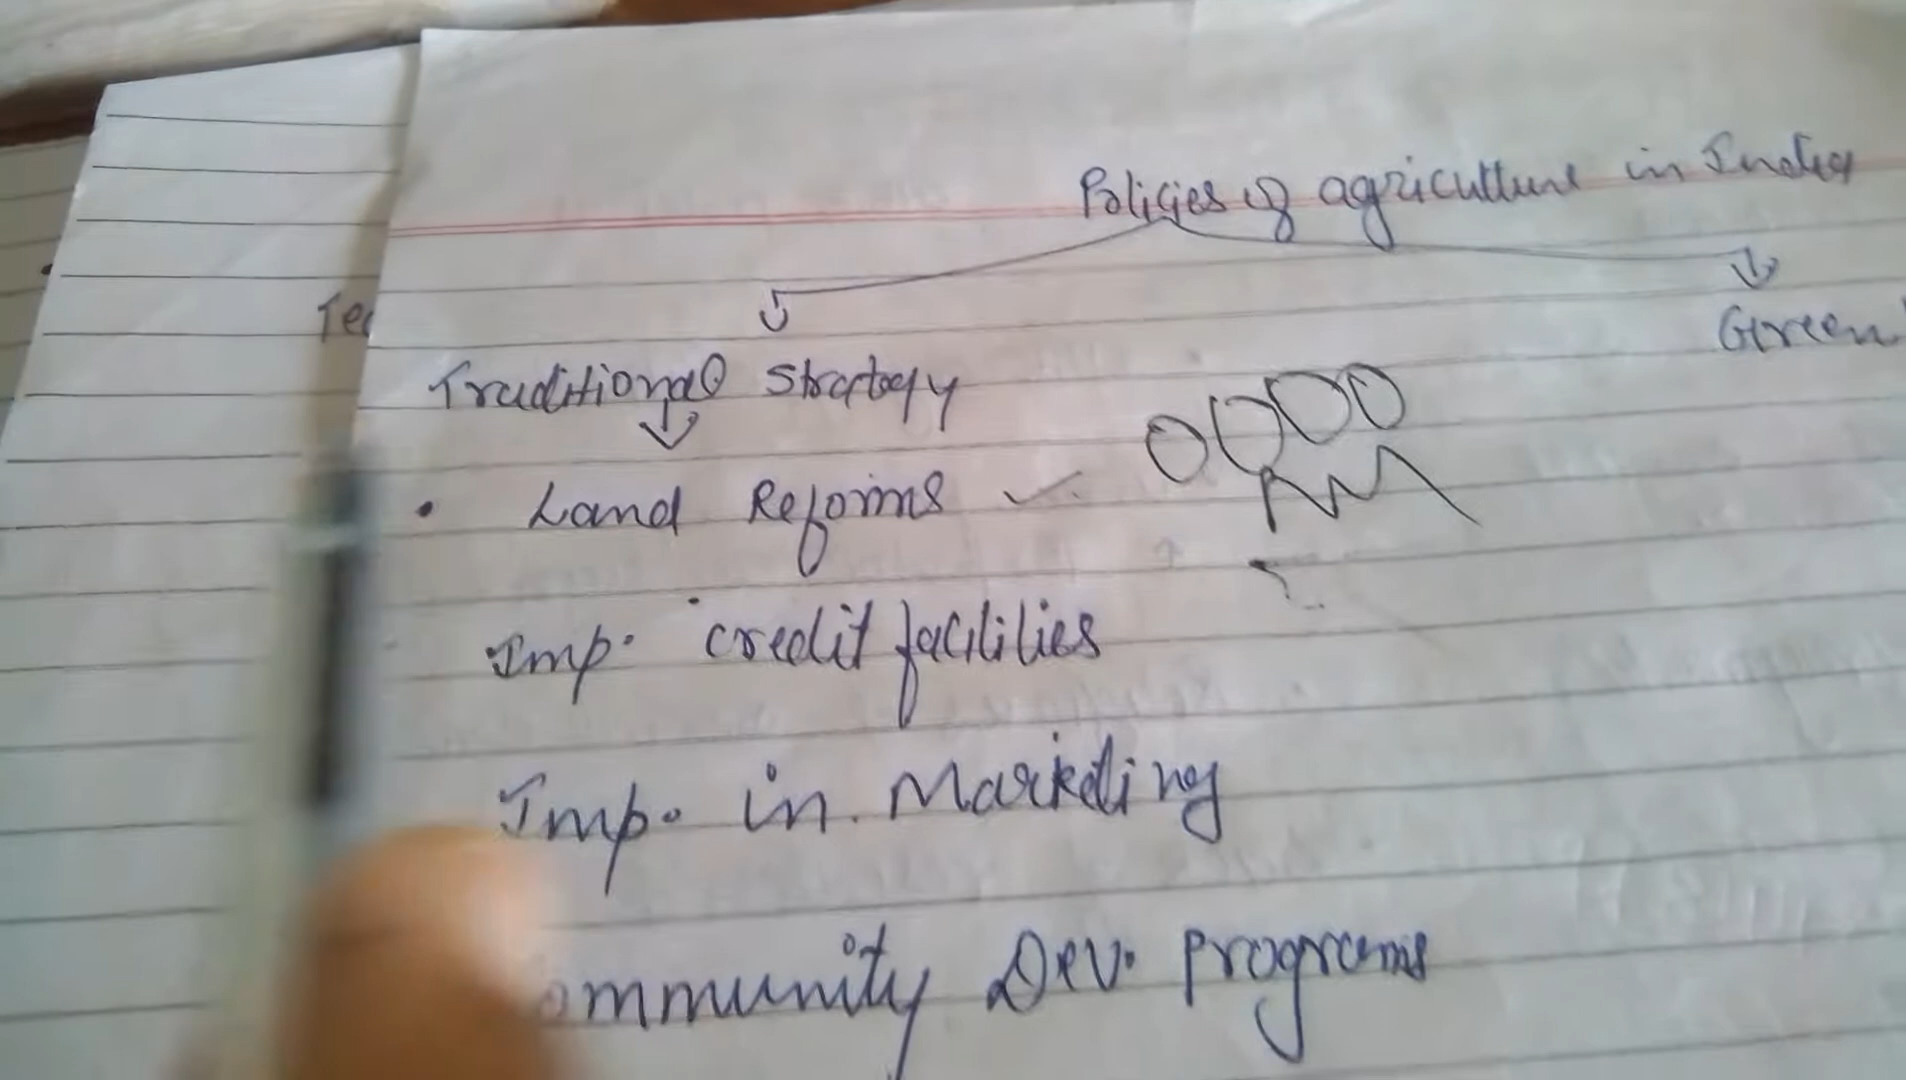 Policies of agriculture in India
Green
Traditional Strategy
• Land Reforms
Imp. credit facilities
Imp. in Marketing
ommunity Dev. programs